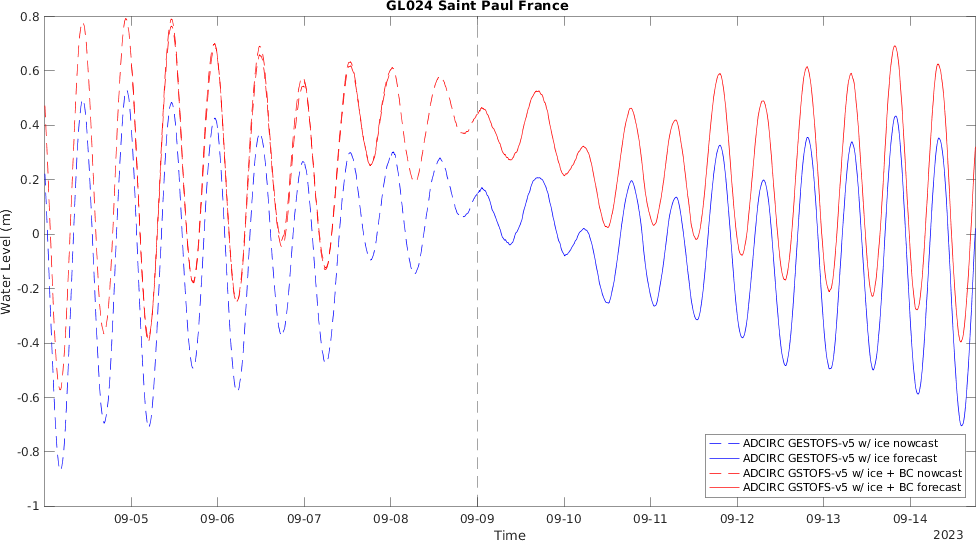 GL024 Saint Paul France
0.8
0.6
0.4
0.2
0
-0.2
-0.4
-0.6
-0.8
-1
Water Level (m)
09-05 09-06 09-07 09-08 09-09 09-10 09-11 09-12 09-13 09-14
Time
2023
ADCIRC GESTOFS-v5 w/ ice nowcast
ADCIRC GESTOFS-v5 w/ ice forecast
ADCIRC GSTOFS-v5 w/ ice + BC nowcast
ADCIRC GSTOFS-v5 w/ ice + BC forecast